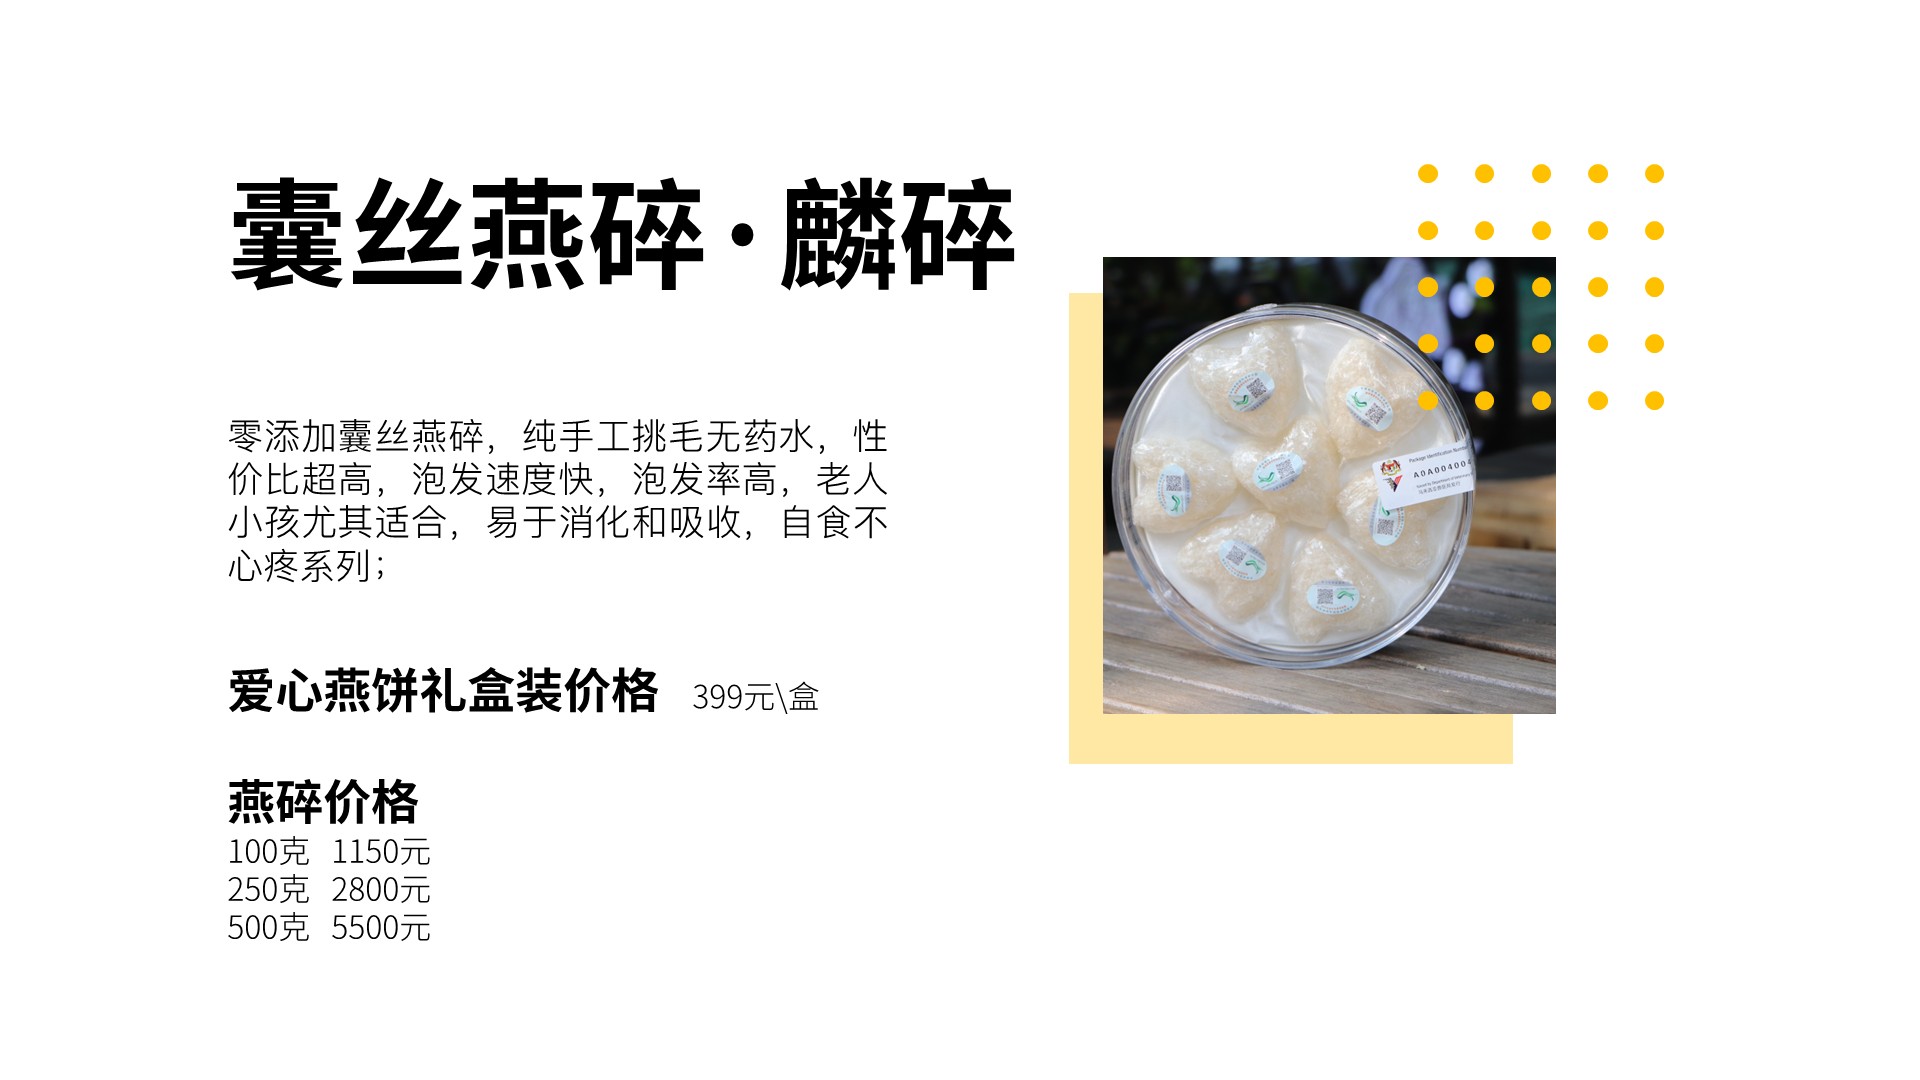 囊丝燕碎·麟碎
零添加囊丝燕碎，纯手工挑毛无药水，性
价比超高，泡发速度快，泡发率高，老人
小孩尤其适合，易于消化和吸收，自食不
心疼系列；
爱心燕饼礼盒装价格 399元\盒
燕碎价格
100克 1150元
250克 2800元
500克 5500元
Package Identification Number
A0A004004